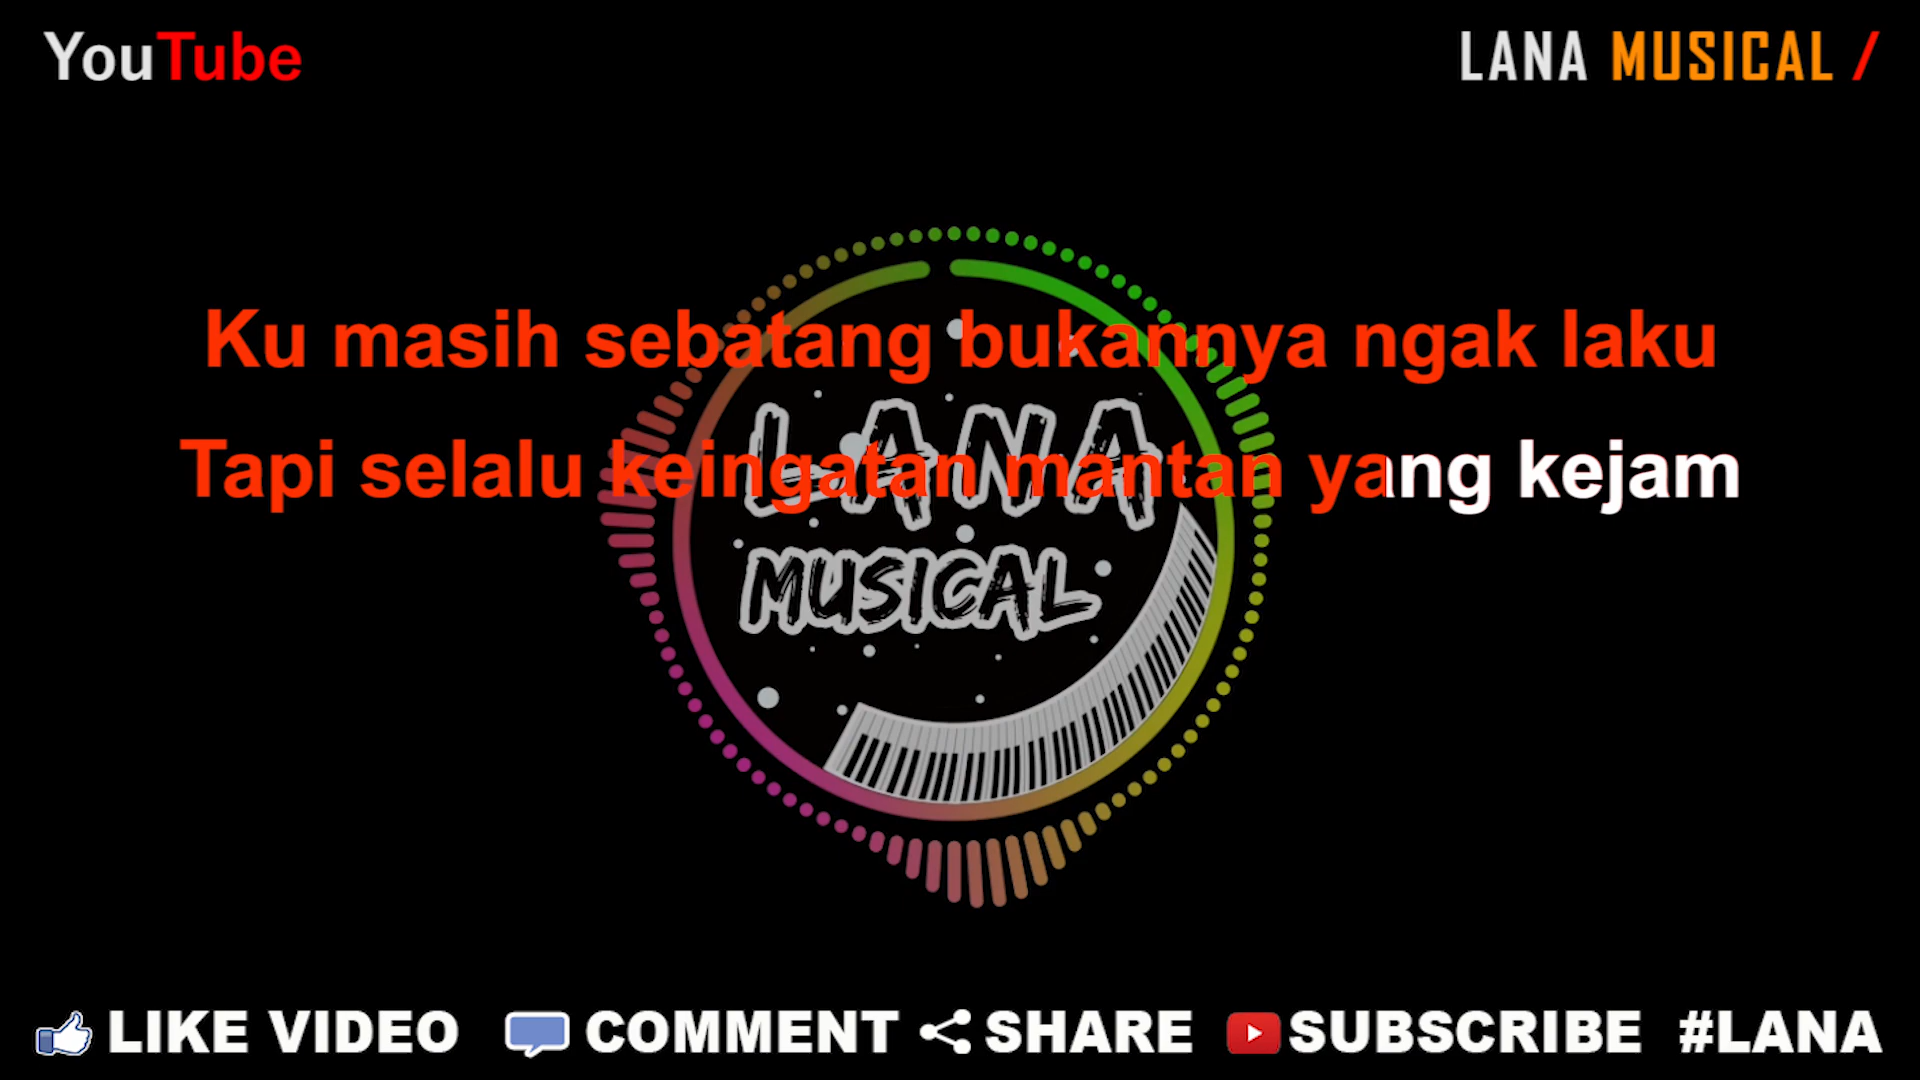 YouTube
LANA MUSICAL /
Ku masih sebatang bukannya ngak laku
Tapi selalu keingatan mantan yang kejam
LANA
MUSICAL
LIKE VIDEO COMMENT SHARE SUBSCRIBE #LANA